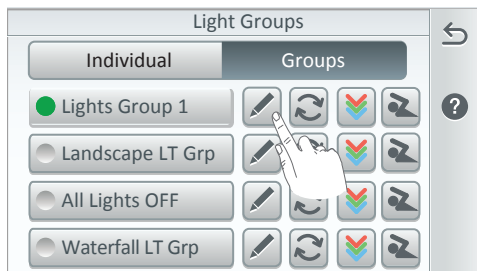 Light Groups
Individual Groups
Lights Group 1
?
Landscape LT Grp
All Lights OFF
Waterfall LT Grp